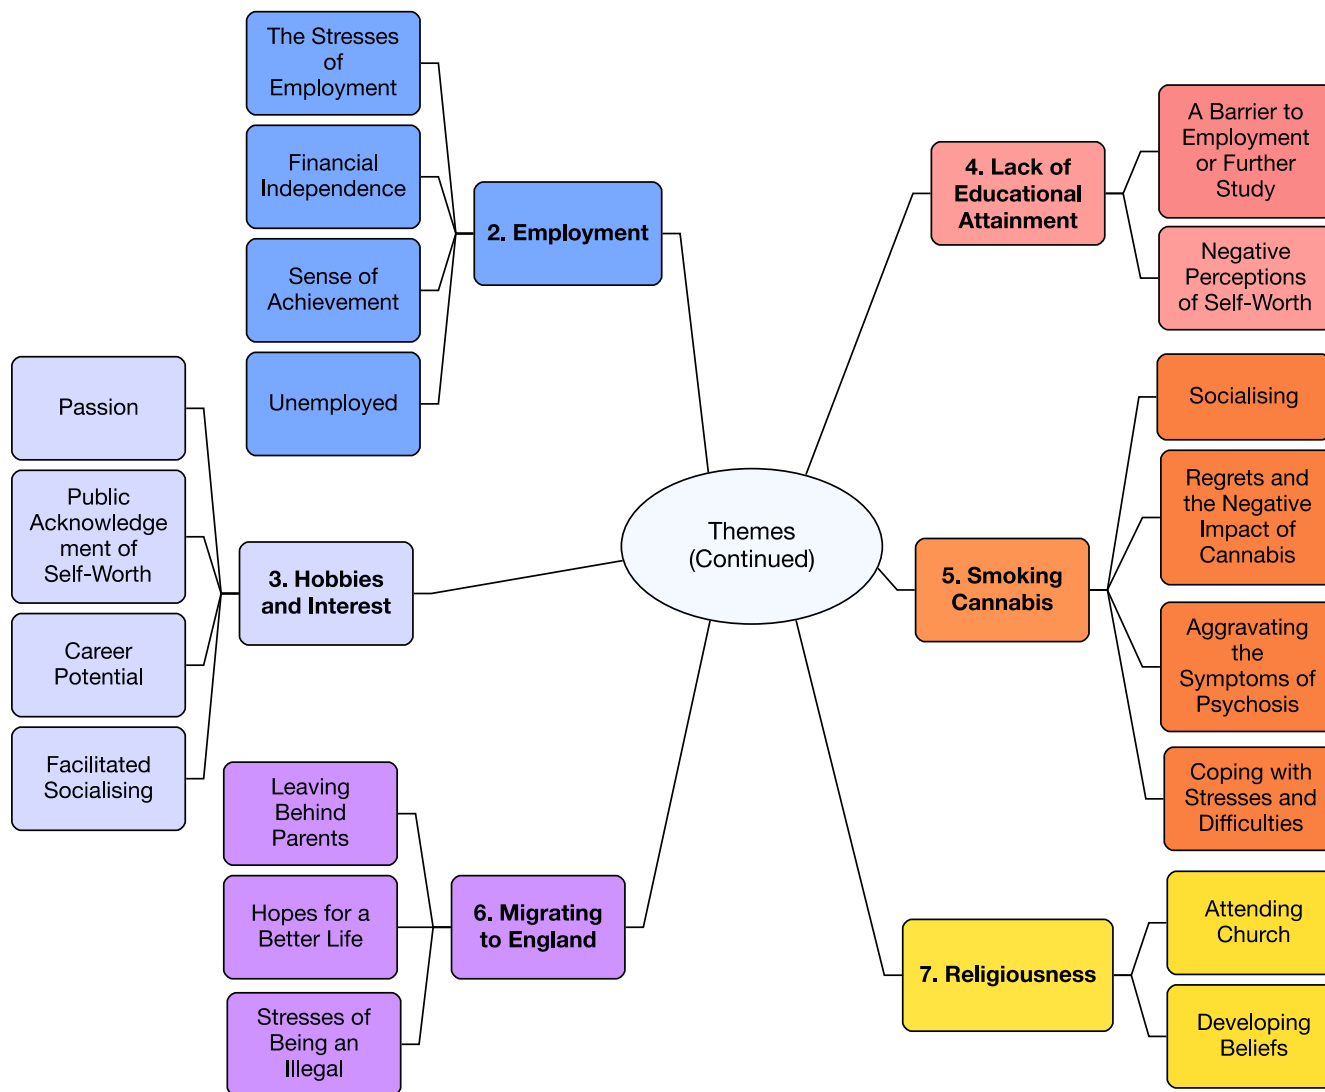 Themes
(Continued)
2. Employment
The Stresses
of
Employment
Financial
Independence
Sense of
Achievement
Unemployed
3. Hobbies
and Interest
Passion
Public
Acknowledge
ment of
Self-Worth
Career
Potential
Facilitated
Socialising
4. Lack of
Educational
Attainment
A Barrier to
Employment
or Further
Study
Negative
Perceptions
of Self-Worth
5. Smoking
Cannabis
Socialising
Regrets and
the Negative
Impact of
Cannabis
Aggravating
the
Symptoms of
Psychosis
Coping with
Stresses and
Difficulties
6. Migrating
to England
Leaving
Behind
Parents
Hopes for a
Better Life
Stresses of
Being an
Illegal
7. Religiousness
Attending
Church
Developing
Beliefs